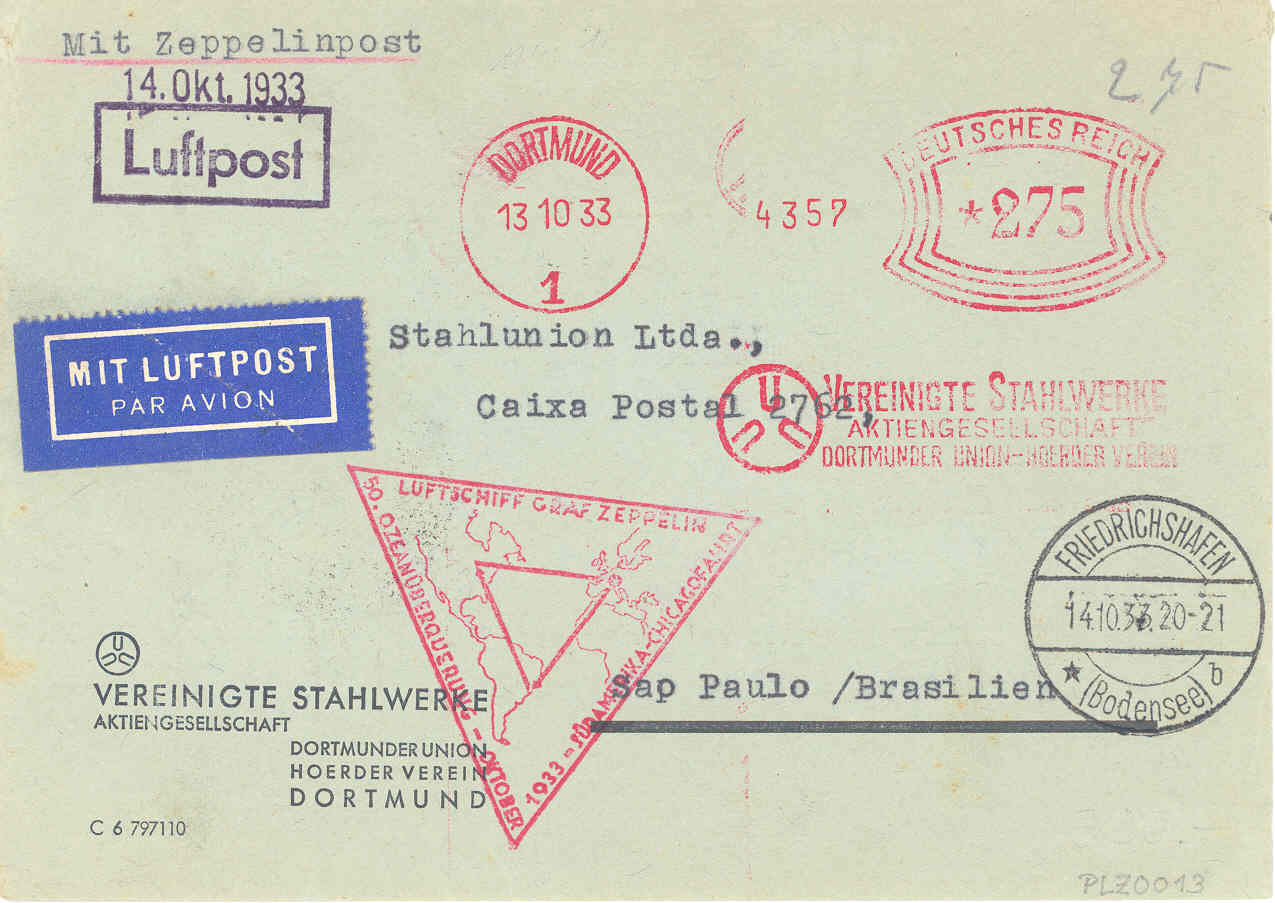 Mit Zeppelinpost
14. Okt. 1933
Luftpost
2 75
DORTMUND
13 10 33
1
4357
DEUTSCHES REICH
*275
MIT LUFTPOST
PAR AVION
Stahlunion Ltda.,
Caixa Postal 2762,
U
VEREINIGTE STAHLWERKE
AKTIENGESELLSCHAFT
DORTMUNDER UNION-HOERDER VEREIN
LUFTSCHIFF GRAF ZEPPELIN
50. OZEANÜBERQUERUNG - OKTOBER
1933 - SÜDAMERIKA-CHICAGOFAHRT
FRIEDRICHSHAFEN
14.10.33.20-21
(Bodensee) b
Sap Paulo /Brasilien
U
VEREINIGTE STAHLWERKE
AKTIENGESELLSCHAFT
DORTMUNDER UNION
HOERDER VEREIN
DORTMUND
C 6 797110
PLZ0013